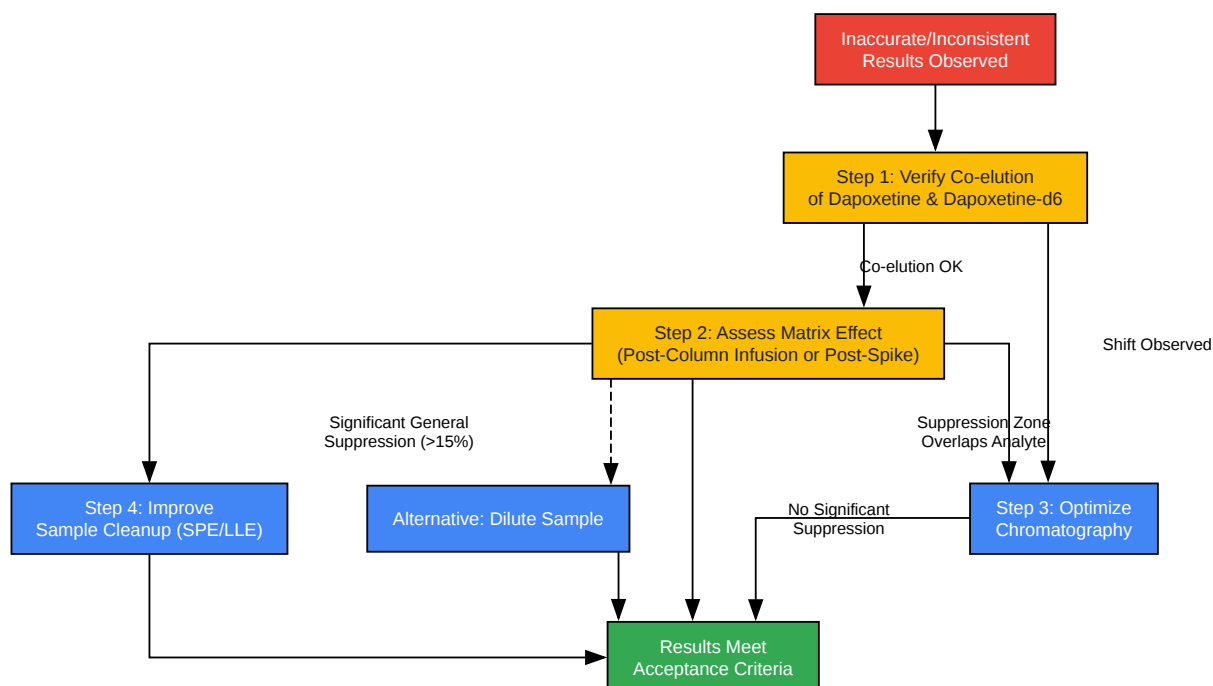 Inaccurate/Inconsistent
Results Observed
Step 1: Verify Co-elution
of Dapoxetine & Dapoxetine-d6
Co-elution OK
Step 2: Assess Matrix Effect
(Post-Column Infusion or Post-Spike)
Shift Observed
Significant General
Suppression (>15%)
Suppression Zone
Overlaps Analyte
Step 4: Improve
Sample Cleanup (SPE/LLE)
Alternative: Dilute Sample
No Significant
Suppression
Step 3: Optimize
Chromatography
Results Meet
Acceptance Criteria